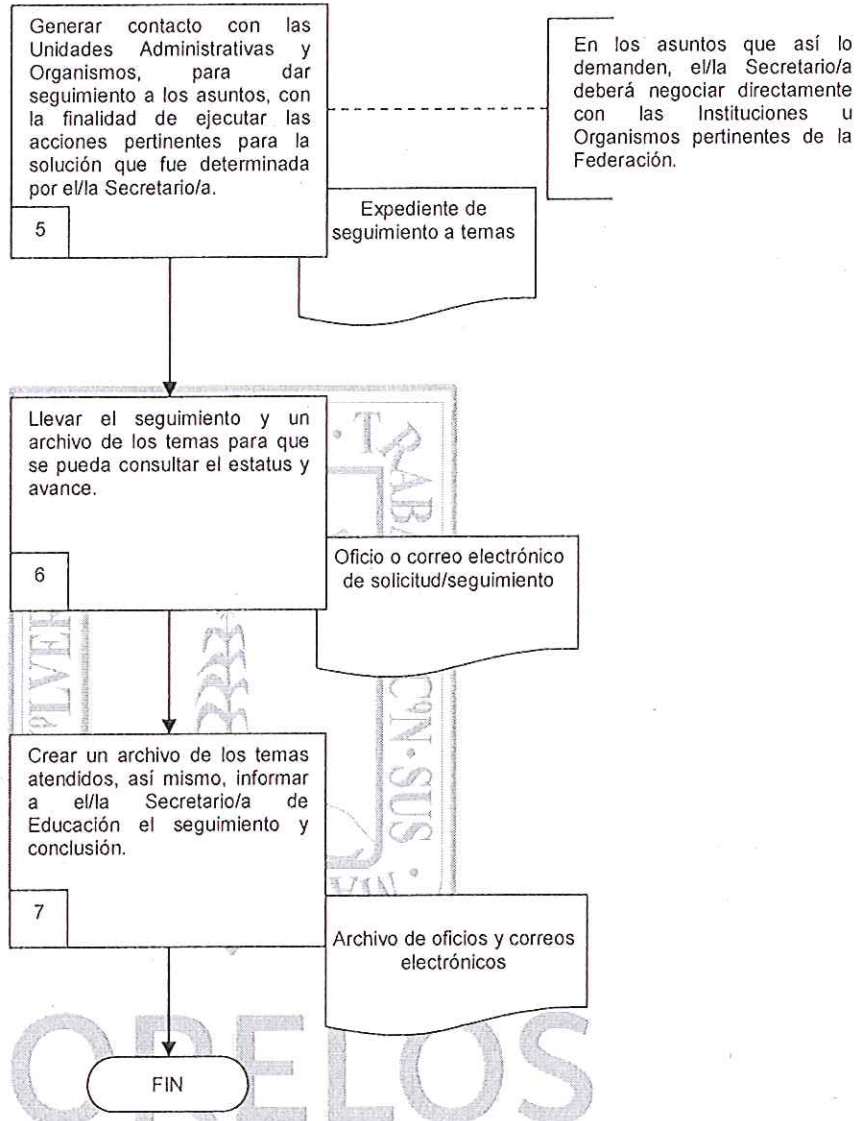 Generar contacto con las
Unidades Administrativas y
Organismos, para dar
seguimiento a los asuntos, con
la finalidad de ejecutar las
acciones pertinentes para la
solución que fue determinada
por el/la Secretario/a.
5
En los asuntos que así lo
demanden, el/la Secretario/a
deberá negociar directamente
con las Instituciones u
Organismos pertinentes de la
Federación.
Expediente de
seguimiento a temas
Llevar el seguimiento y un
archivo de los temas para que
se pueda consultar el estatus y
avance.
6
Oficio o correo electrónico
de solicitud/seguimiento
Crear un archivo de los temas
atendidos, así mismo, informar
a el/la Secretario/a de
Educación el seguimiento y
conclusión.
7
Archivo de oficios y correos
electrónicos
FIN
ORELOS